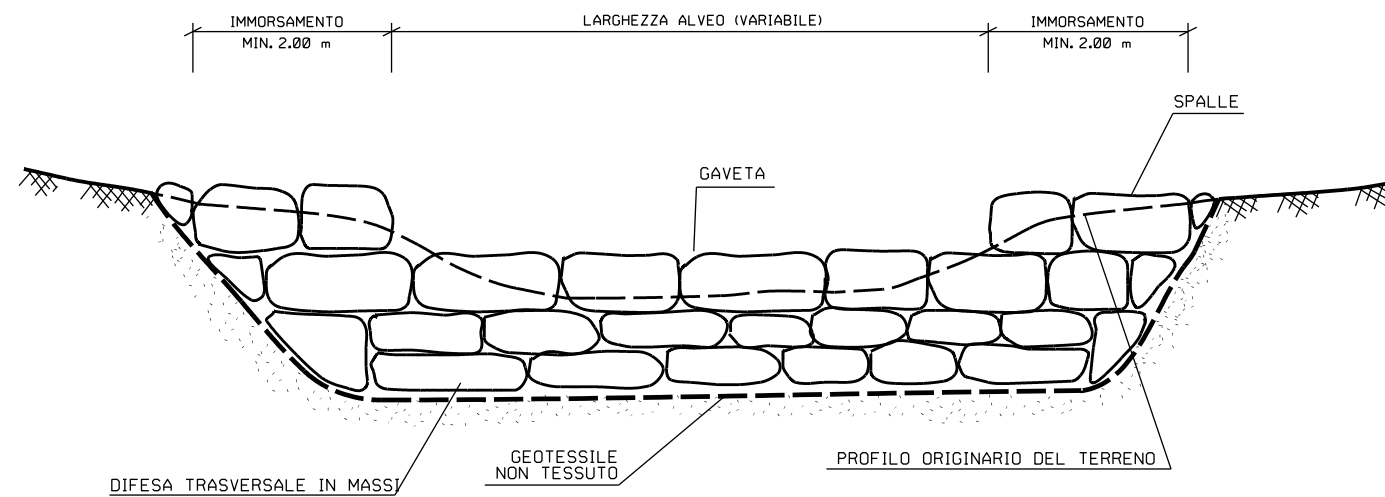 IMMORSAMENTO
MIN. 2.00 m
LARGHEZZA ALVEO (VARIABILE)
IMMORSAMENTO
MIN. 2.00 m
SPALLE
GAVETA
PROFILO ORIGINARIO DEL TERRENO
GEOTESSILE
NON TESSUTO
DIFESA TRASVERSALE IN MASSI